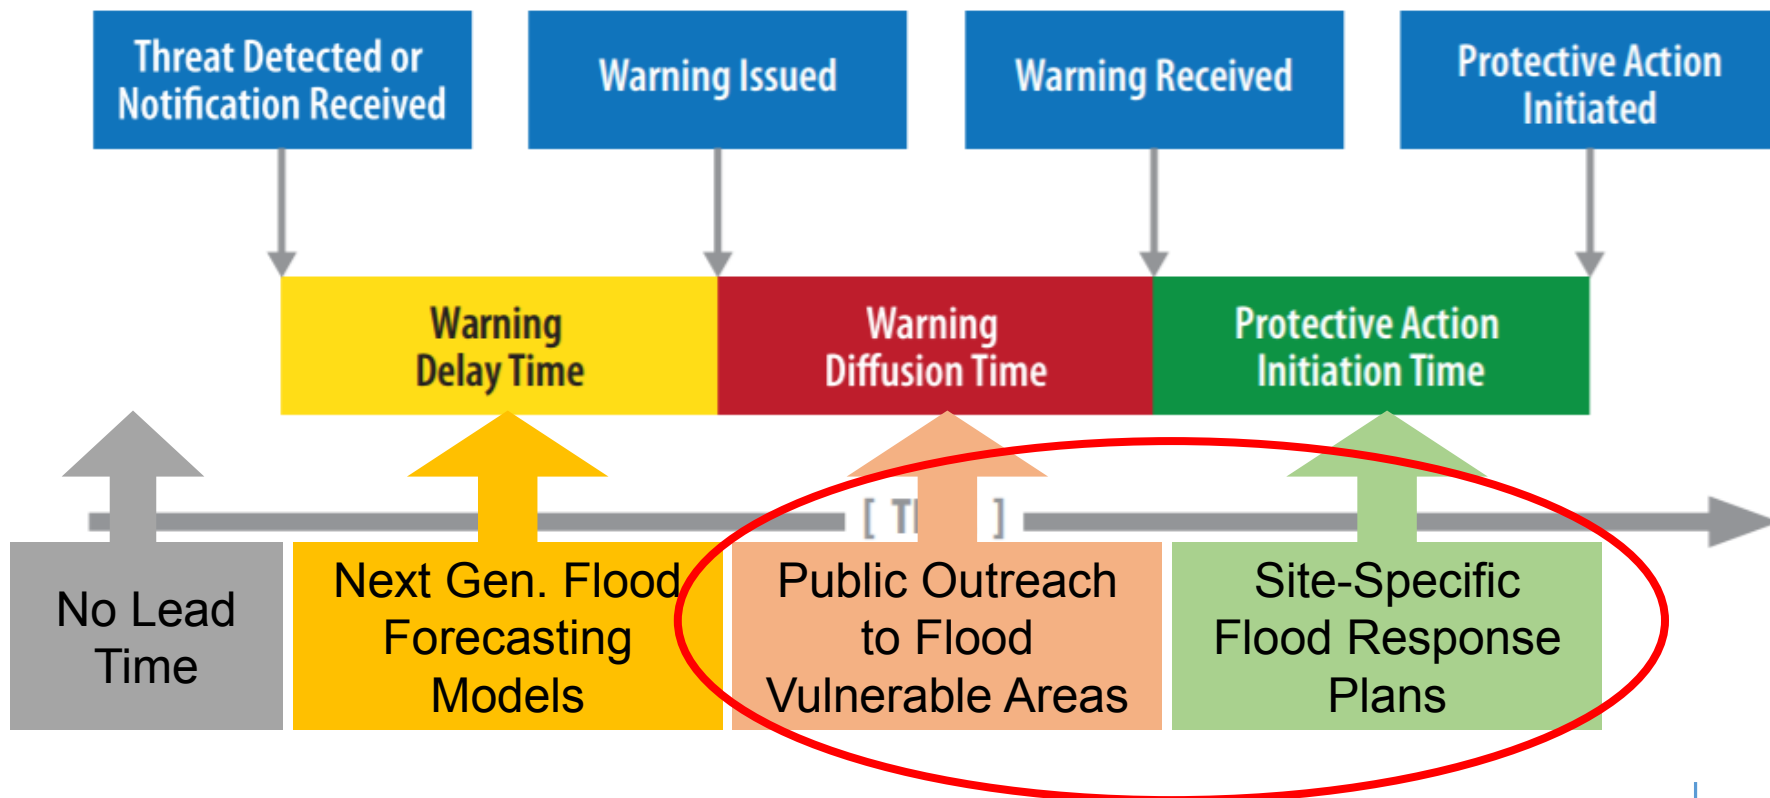 Threat Detected or
Notification Received
Warning Issued
Warning Received
Protective Action
Initiated
Warning
Delay Time
Warning
Diffusion Time
Protective Action
Initiation Time
[ ]
No Lead
Time
Next Gen. Flood
Forecasting
Models
Public Outreach
to Flood
Vulnerable Areas
Site-Specific
Flood Response
Plans